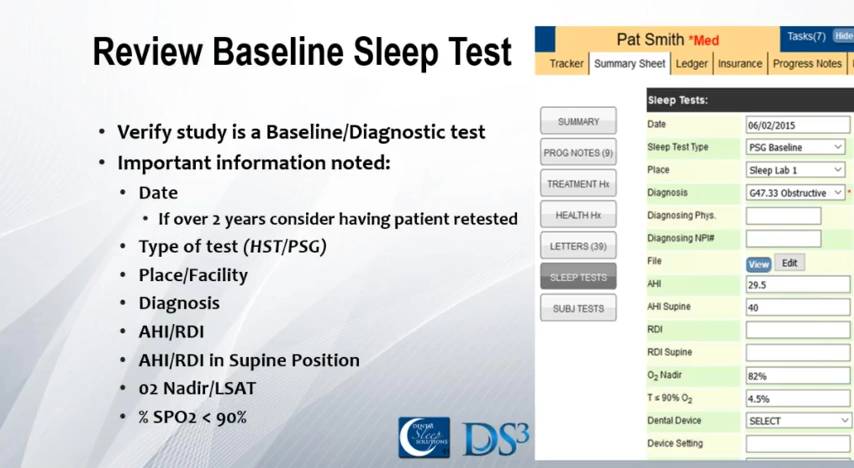 Review Baseline Sleep Test
• Verify study is a Baseline/Diagnostic test
• Important information noted:
• Date
• If over 2 years consider having patient retested
• Type of test (HST/PSG)
• Place/Facility
• Diagnosis
• AHI/RDI
• AHI/RDI in Supine Position
• 02 Nadir/LSAT
• % SPO2 < 90%
DENTAL
Sleep
SOLUTIONS
DS3
Pat Smith *Med
Tasks(7) Hide
Tracker Summary Sheet Ledger Insurance Progress Notes
SUMMARY
PROG NOTES (9)
TREATMENT Hx
HEALTH Hx
LETTERS (39)
SLEEP TESTS
SUBJ TESTS
Sleep Tests:
Date 06/02/2015
Sleep Test Type PSG Baseline
Place Sleep Lab 1
Diagnosis G47.33 Obstructive *
Diagnosing Phys.
Diagnosing NPI#
File View Edit
AHI 29.5
AHI Supine 40
RDI
RDI Supine
O2 Nadir 82%
T ≤ 90% O2 4.5%
Dental Device SELECT
Device Setting